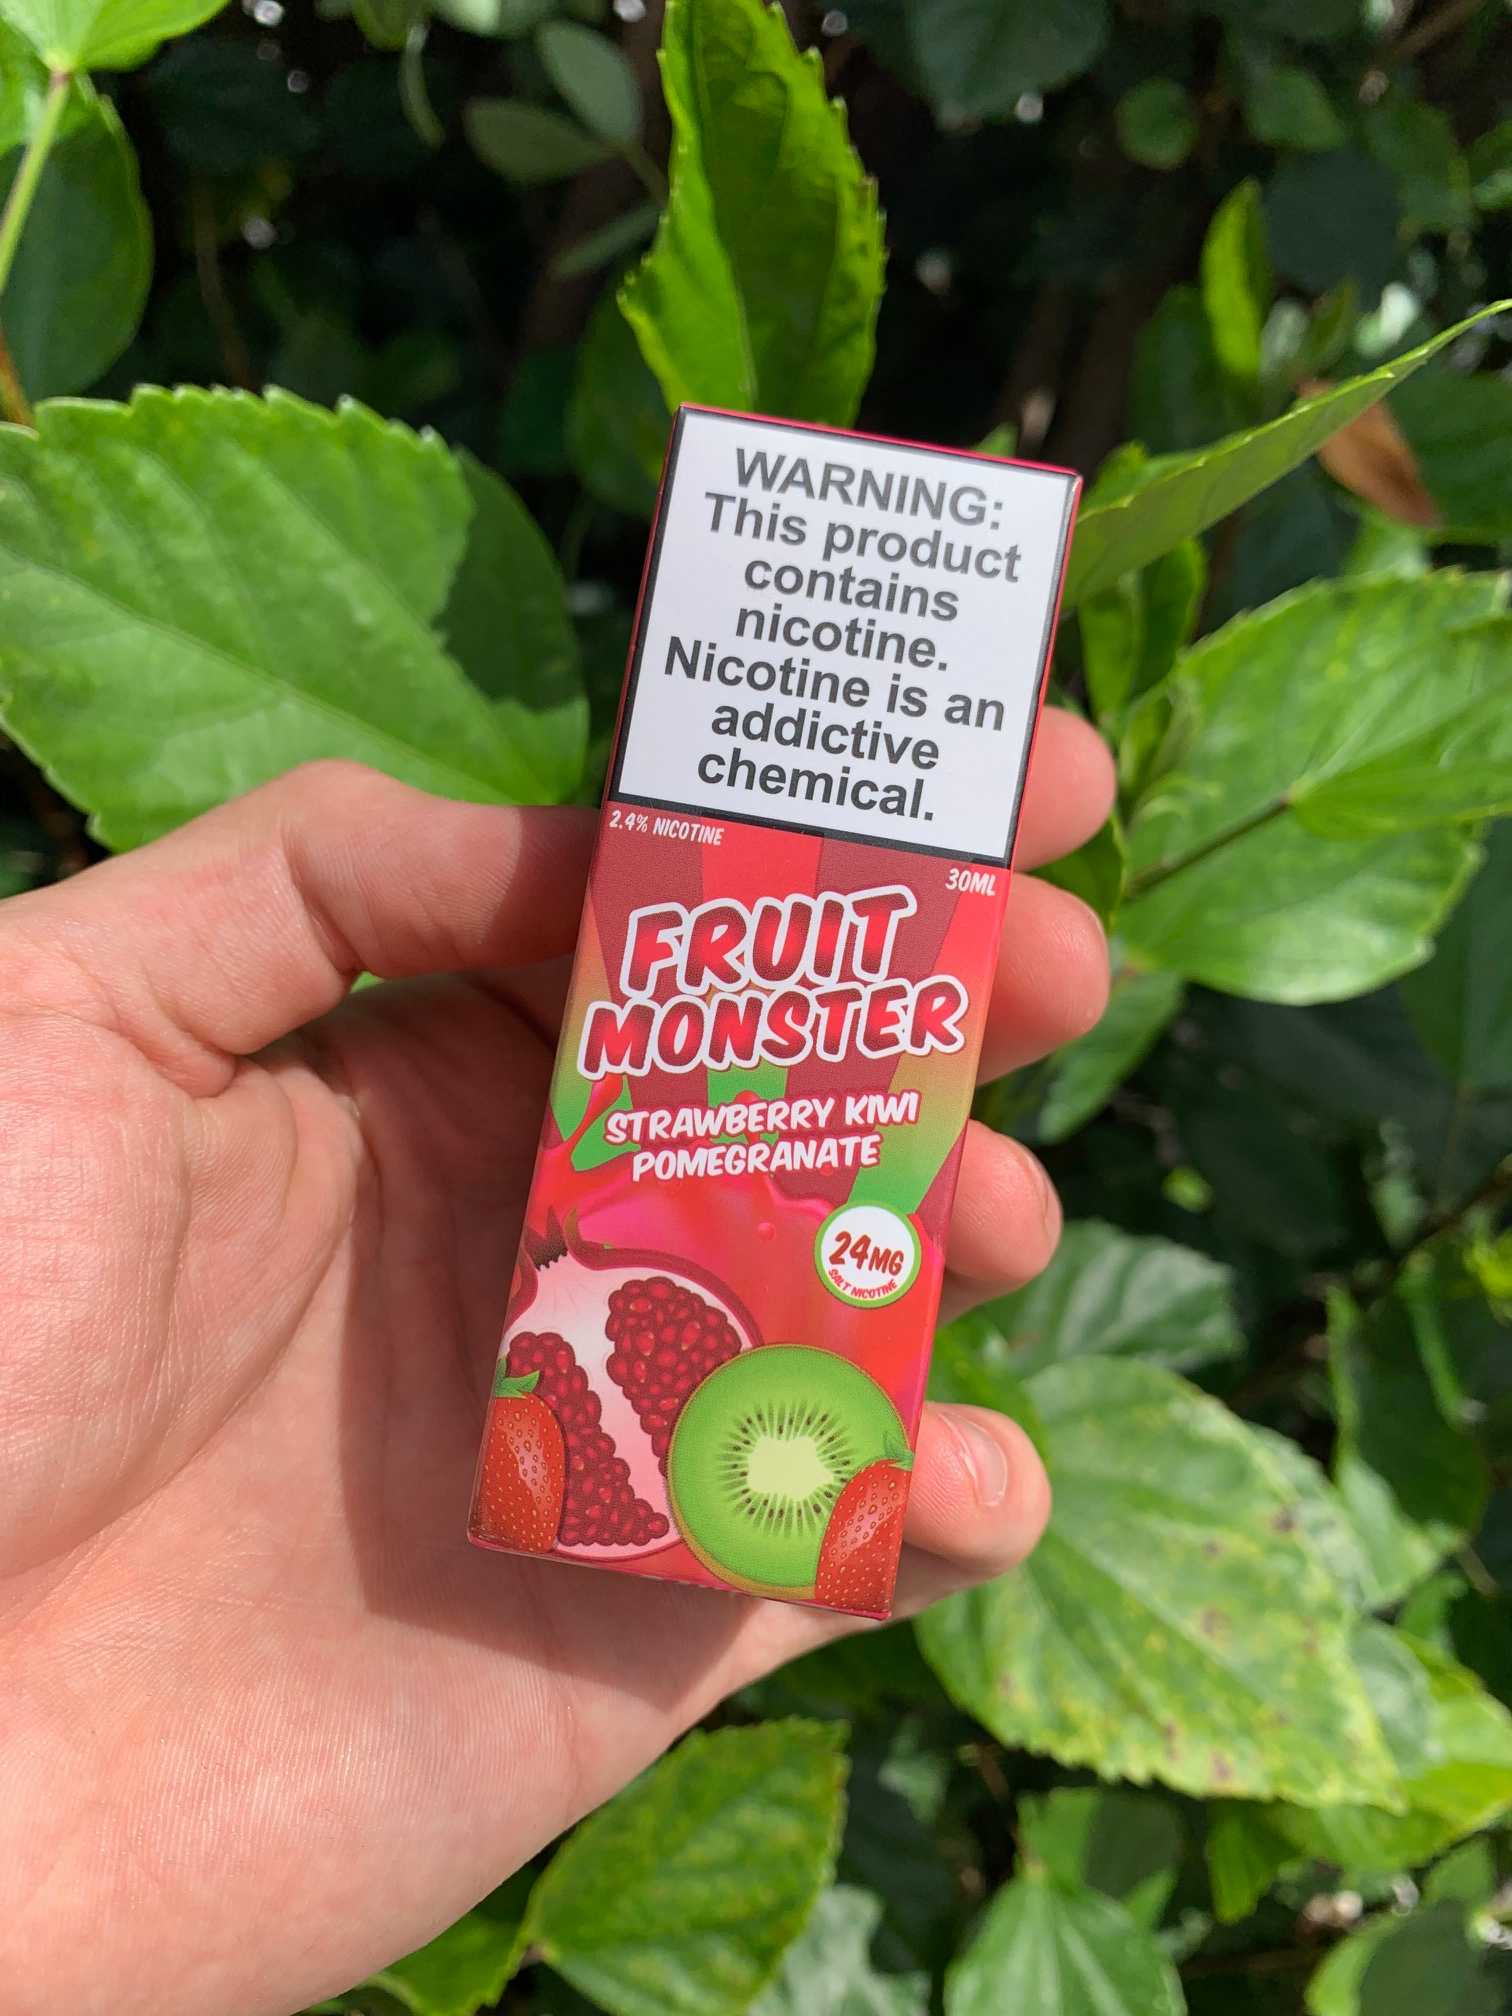 WARNING:
This product
contains
nicotine.
Nicotine is an
addictive
chemical.
2.4% NICOTINE
30ML
FRUIT
MONSTER
STRAWBERRY KIWI
POMEGRANATE
24MG
SALT NICOTINE